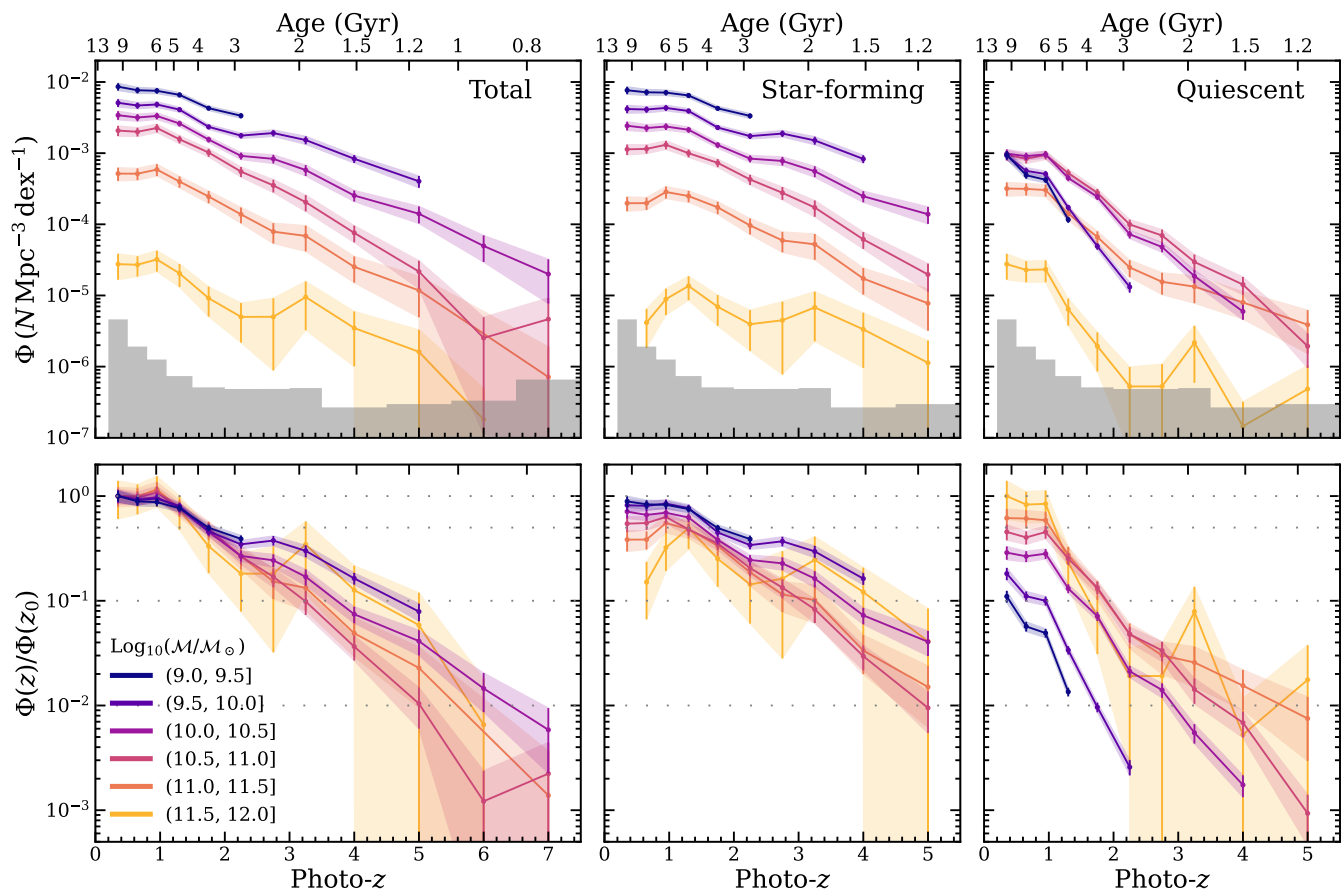 Age (Gyr) Age (Gyr) Age (Gyr)
13 9 6 5 4 3 2 1.5 1.2 1 0.8 13 9 6 5 4 3 2 1.5 1.2 13 9 6 5 4 3 2 1.5 1.2
Total Star-forming Quiescent
Φ (N Mpc⁻³ dex⁻¹)
10⁻²
10⁻³
10⁻⁴
10⁻⁵
10⁻⁶
10⁻⁷
Φ(z)/Φ(z₀)
10⁰
10⁻¹
10⁻²
10⁻³
Log₁₀(ℳ/ℳ⊙)
(9.0, 9.5]
(9.5, 10.0]
(10.0, 10.5]
(10.5, 11.0]
(11.0, 11.5]
(11.5, 12.0]
0 1 2 3 4 5 6 7 0 1 2 3 4 5 0 1 2 3 4 5
Photo-z Photo-z Photo-z